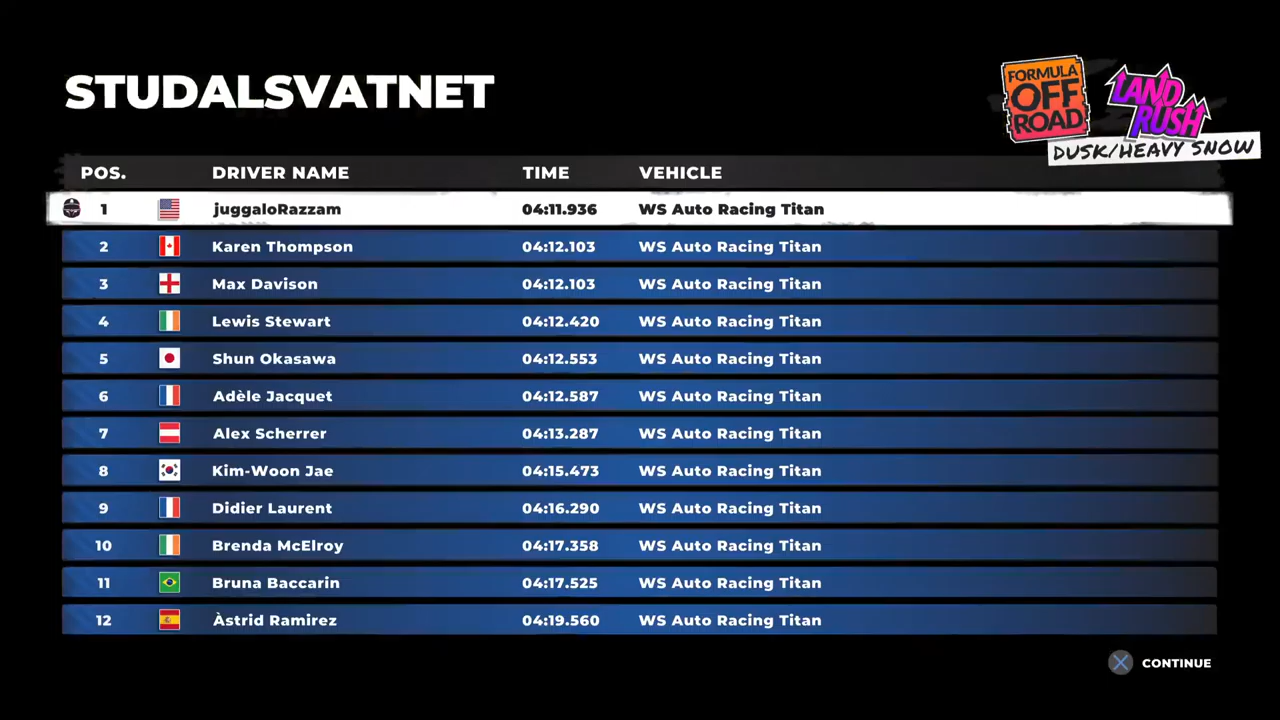 STUDALSVATNET
FORMULA
OFF
ROAD
LAND
RUSH
DUSK/HEAVY SNOW
POS. DRIVER NAME TIME VEHICLE
1 juggaloRazzam 04:11.936 WS Auto Racing Titan
2 Karen Thompson 04:12.103 WS Auto Racing Titan
3 Max Davison 04:12.103 WS Auto Racing Titan
4 Lewis Stewart 04:12.420 WS Auto Racing Titan
5 Shun Okasawa 04:12.553 WS Auto Racing Titan
6 Adèle Jacquet 04:12.587 WS Auto Racing Titan
7 Alex Scherrer 04:13.287 WS Auto Racing Titan
8 Kim-Woon Jae 04:15.473 WS Auto Racing Titan
9 Didier Laurent 04:16.290 WS Auto Racing Titan
10 Brenda McElroy 04:17.358 WS Auto Racing Titan
11 Bruna Baccarin 04:17.525 WS Auto Racing Titan
12 Àstrid Ramirez 04:19.560 WS Auto Racing Titan
CONTINUE